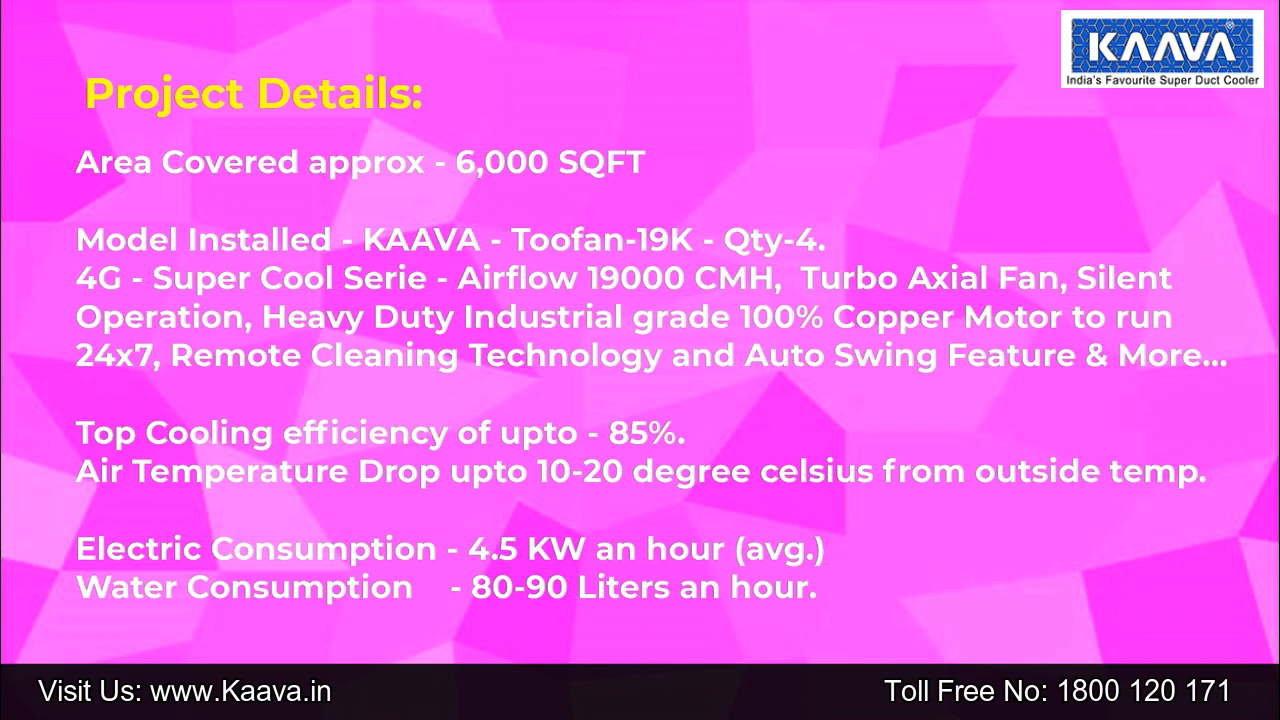 KAAVA®
India's Favourite Super Duct Cooler
Project Details:
Area Covered approx - 6,000 SQFT
Model Installed - KAAVA - Toofan-19K - Qty-4.
4G - Super Cool Serie - Airflow 19000 CMH, Turbo Axial Fan, Silent
Operation, Heavy Duty Industrial grade 100% Copper Motor to run
24x7, Remote Cleaning Technology and Auto Swing Feature & More...
Top Cooling efficiency of upto - 85%.
Air Temperature Drop upto 10-20 degree celsius from outside temp.
Electric Consumption - 4.5 KW an hour (avg.)
Water Consumption - 80-90 Liters an hour.
Visit Us: www.Kaava.in
Toll Free No: 1800 120 171